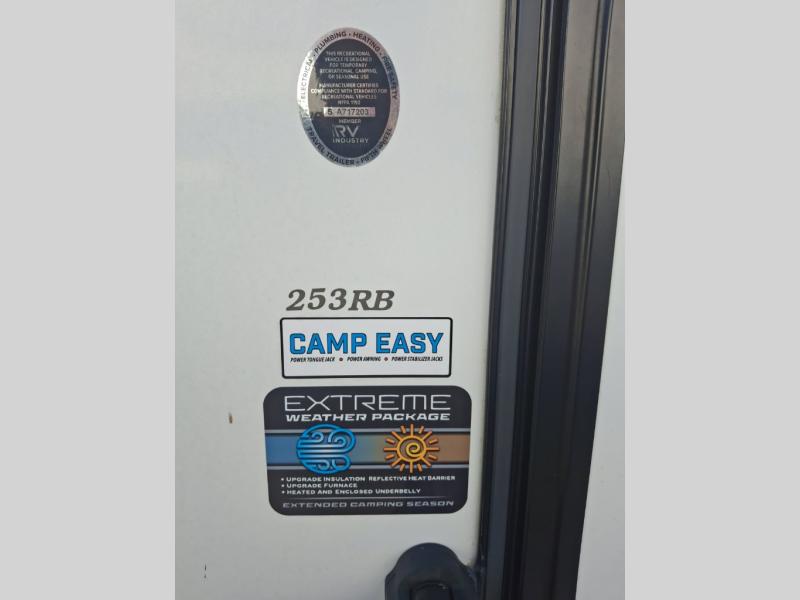 ELECTRICAL • PLUMBING • HEATING • FIRE SAFETY
THIS RECREATIONAL
VEHICLE IS DESIGNED
FOR TEMPORARY
RECREATIONAL, CAMPING,
OR SEASONAL USE
MANUFACTURER CERTIFIES
COMPLIANCE WITH STANDARD FOR
RECREATIONAL VEHICLES
NFPA 1192
S A717203
MEMBER
RV
INDUSTRY
TRAVEL TRAILER • FIFTH WHEEL
253RB
CAMP EASY
POWER TONGUE JACK • POWER AWNING • POWER STABILIZER JACKS
EXTREME
WEATHER PACKAGE
• UPGRADE INSULATION REFLECTIVE HEAT BARRIER
• UPGRADE FURNACE
• HEATED AND ENCLOSED UNDERBELLY
EXTENDED CAMPING SEASON